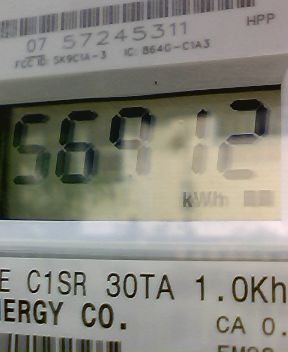 HPP
07 57245311
FCC ID: SK9C1A-3 IC: 864G-C1A3
56912
kWh
E C1SR 30TA 1.0Kh
NERGY CO.
CA 0.